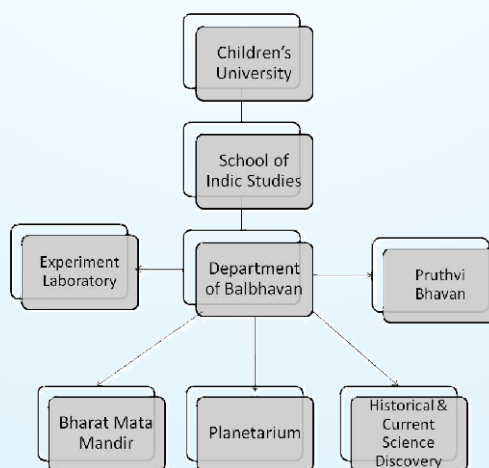 Children's
University
School of
Indic Studies
Experiment
Laboratory
Department
of Balbhavan
Pruthvi
Bhavan
Bharat Mata
Mandir
Planetarium
Historical &
Current
Science
Discovery